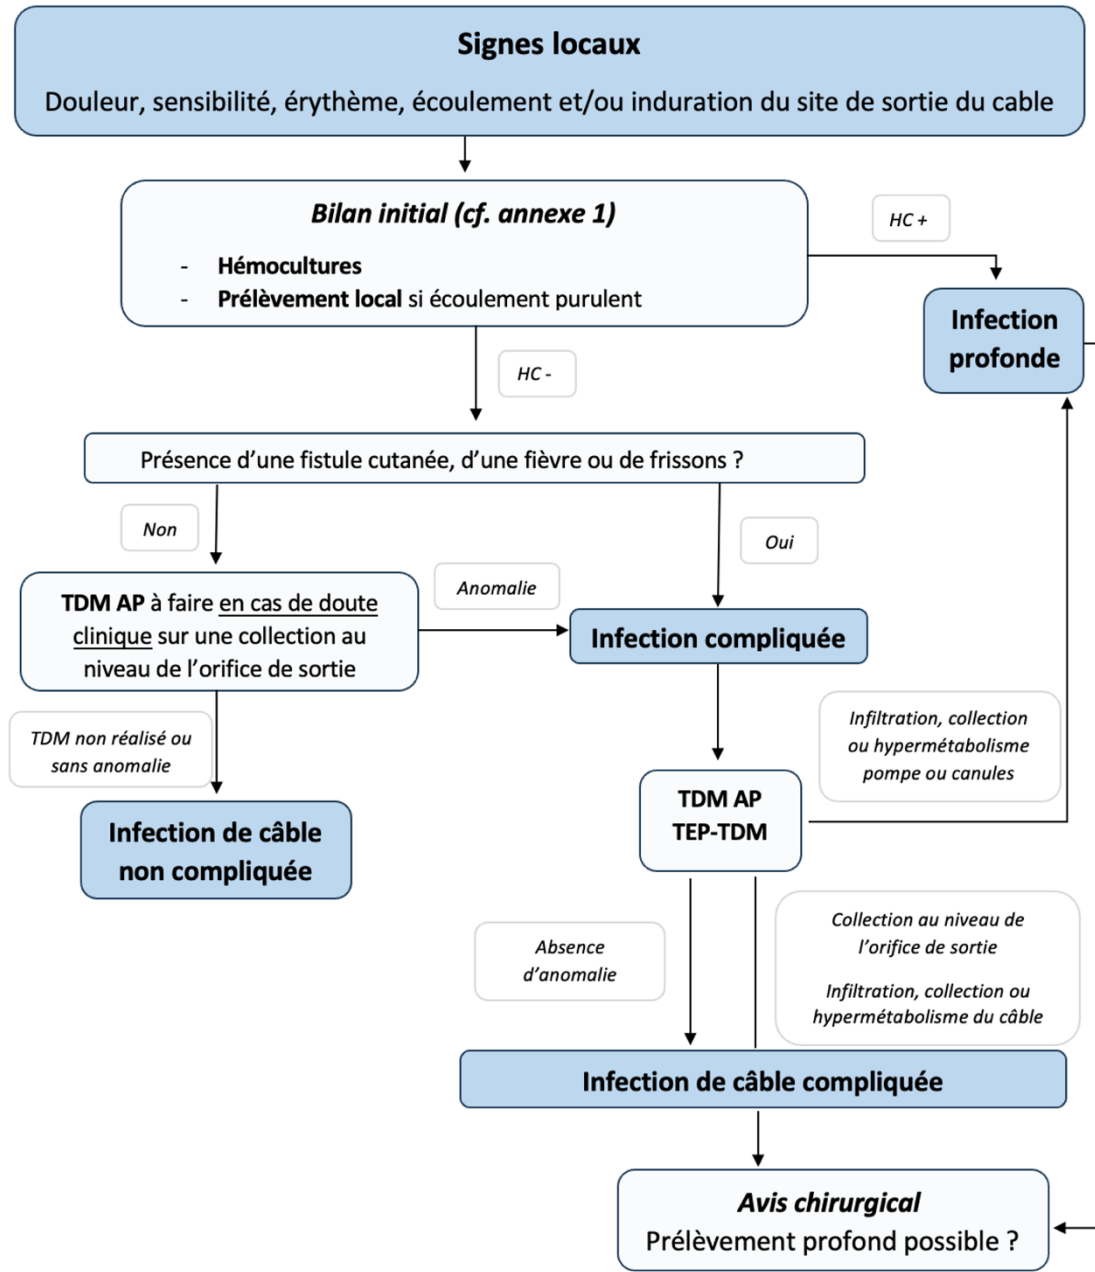 Signes locaux
Douleur, sensibilité, érythème, écoulement et/ou induration du site de sortie du cable
Bilan initial (cf. annexe 1)
- Hémocultures
- Prélèvement local si écoulement purulent
HC +
Infection
profonde
HC -
Présence d’une fistule cutanée, d’une fièvre ou de frissons ?
Non
Oui
TDM AP à faire en cas de doute
clinique sur une collection au
niveau de l’orifice de sortie
Anomalie
Infection compliquée
TDM non réalisé ou
sans anomalie
Infiltration, collection
ou hypermétabolisme
pompe ou canules
TDM AP
TEP-TDM
Infection de câble
non compliquée
Absence
d’anomalie
Collection au niveau de
l’orifice de sortie
Infiltration, collection ou
hypermétabolisme du câble
Infection de câble compliquée
Avis chirurgical
Prélèvement profond possible ?